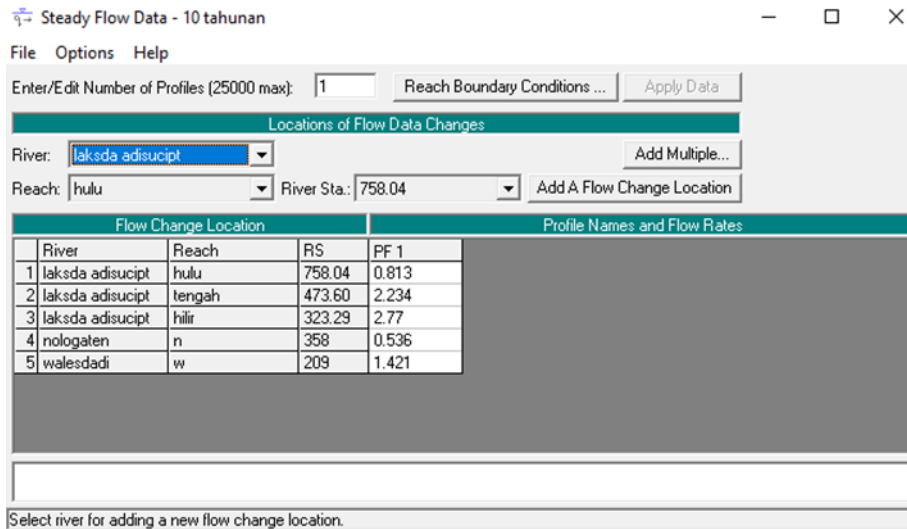 Steady Flow Data - 10 tahunan
File Options Help
Enter/Edit Number of Profiles (25000 max): 1 Reach Boundary Conditions ... Apply Data
Locations of Flow Data Changes
River: laksda adisucipt Add Multiple...
Reach: hulu River Sta.: 758.04 Add A Flow Change Location
Flow Change Location Profile Names and Flow Rates
River Reach RS PF 1
1 laksda adisucipt hulu 758.04 0.813
2 laksda adisucipt tengah 473.60 2.234
3 laksda adisucipt hilir 323.29 2.77
4 nologaten n 358 0.536
5 walesdadi w 209 1.421
Select river for adding a new flow change location.